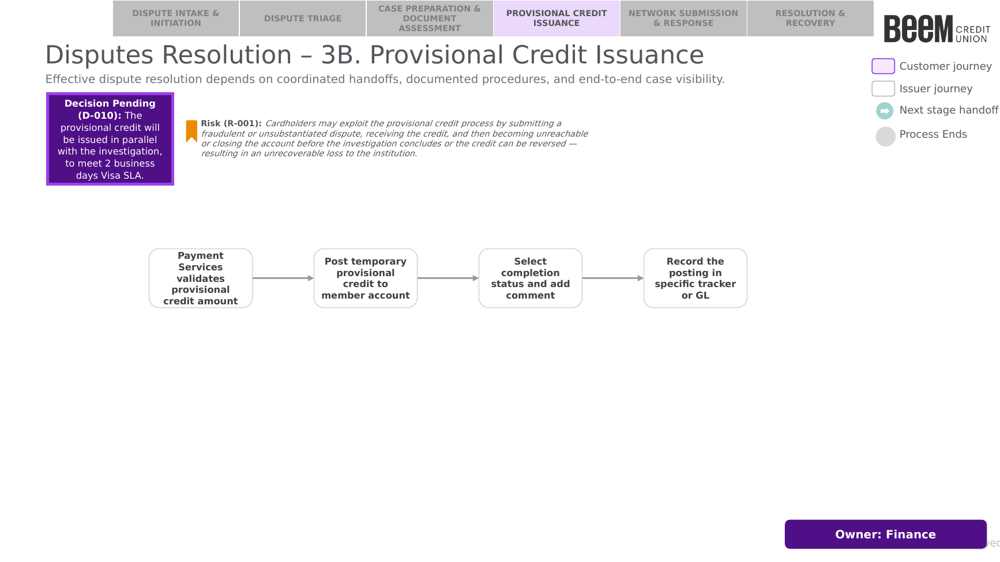 DISPUTE INTAKE &
INITIATION
DISPUTE TRIAGE
CASE PREPARATION &
DOCUMENT
ASSESSMENT
PROVISIONAL CREDIT
ISSUANCE
NETWORK SUBMISSION
& RESPONSE
RESOLUTION &
RECOVERY
BEEM CREDIT
UNION
Disputes Resolution – 3B. Provisional Credit Issuance
Effective dispute resolution depends on coordinated handoffs, documented procedures, and end-to-end case visibility.
Customer journey
Issuer journey
Next stage handoff
Process Ends
Decision Pending
(D-010): The
provisional credit will
be issued in parallel
with the investigation,
to meet 2 business
days Visa SLA.
Risk (R-001): Cardholders may exploit the provisional credit process by submitting a
fraudulent or unsubstantiated dispute, receiving the credit, and then becoming unreachable
or closing the account before the investigation concludes or the credit can be reversed —
resulting in an unrecoverable loss to the institution.
Payment
Services
validates
provisional
credit amount
Post temporary
provisional
credit to
member account
Select
completion
status and add
comment
Record the
posting in
specific tracker
or GL
Owner: Finance